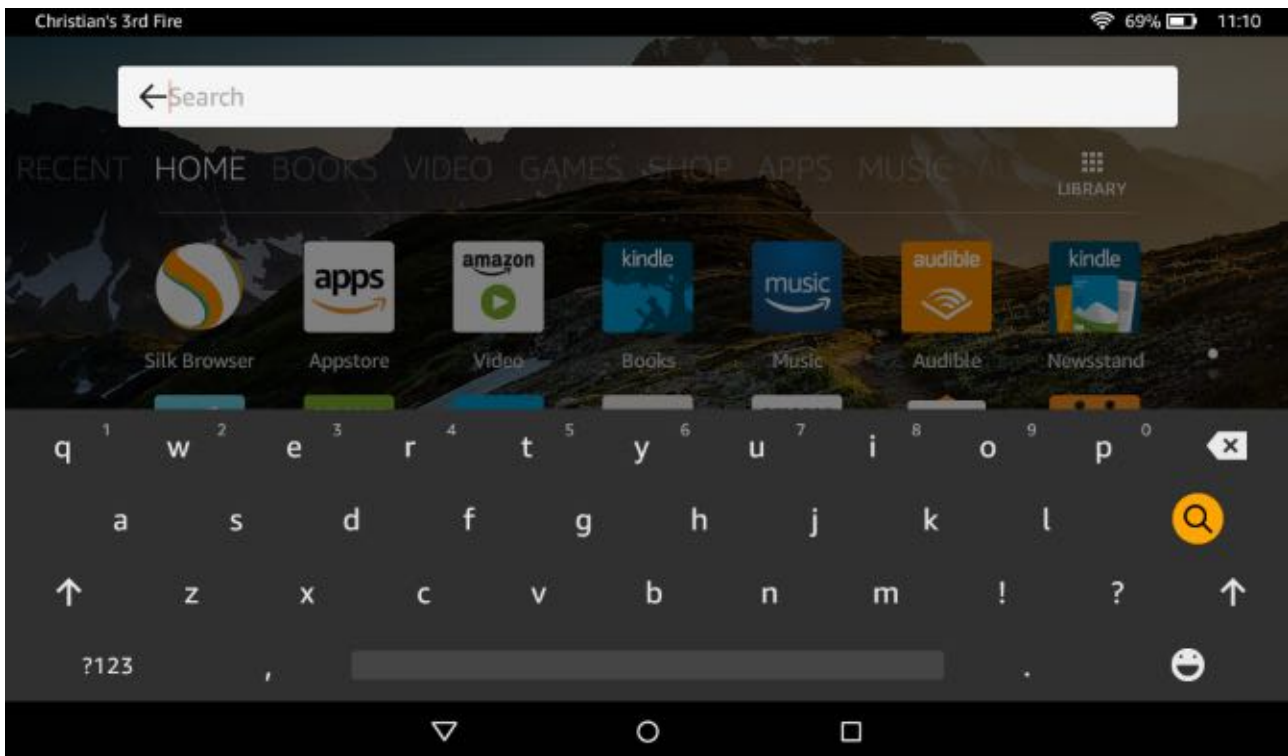 Christian's 3rd Fire 69% 11:10
Search
RECENT HOME BOOKS VIDEO GAMES SHOP APPS MUSIC
LIBRARY
apps amazon kindle music audible kindle
Silk Browser Appstore Video Books Music Audible Newsstand
q 1 w 2 e 3 r 4 t 5 y 6 u 7 i 8 o 9 p 0
a s d f g h j k l
z x c v b n m ! ?
?123 , .